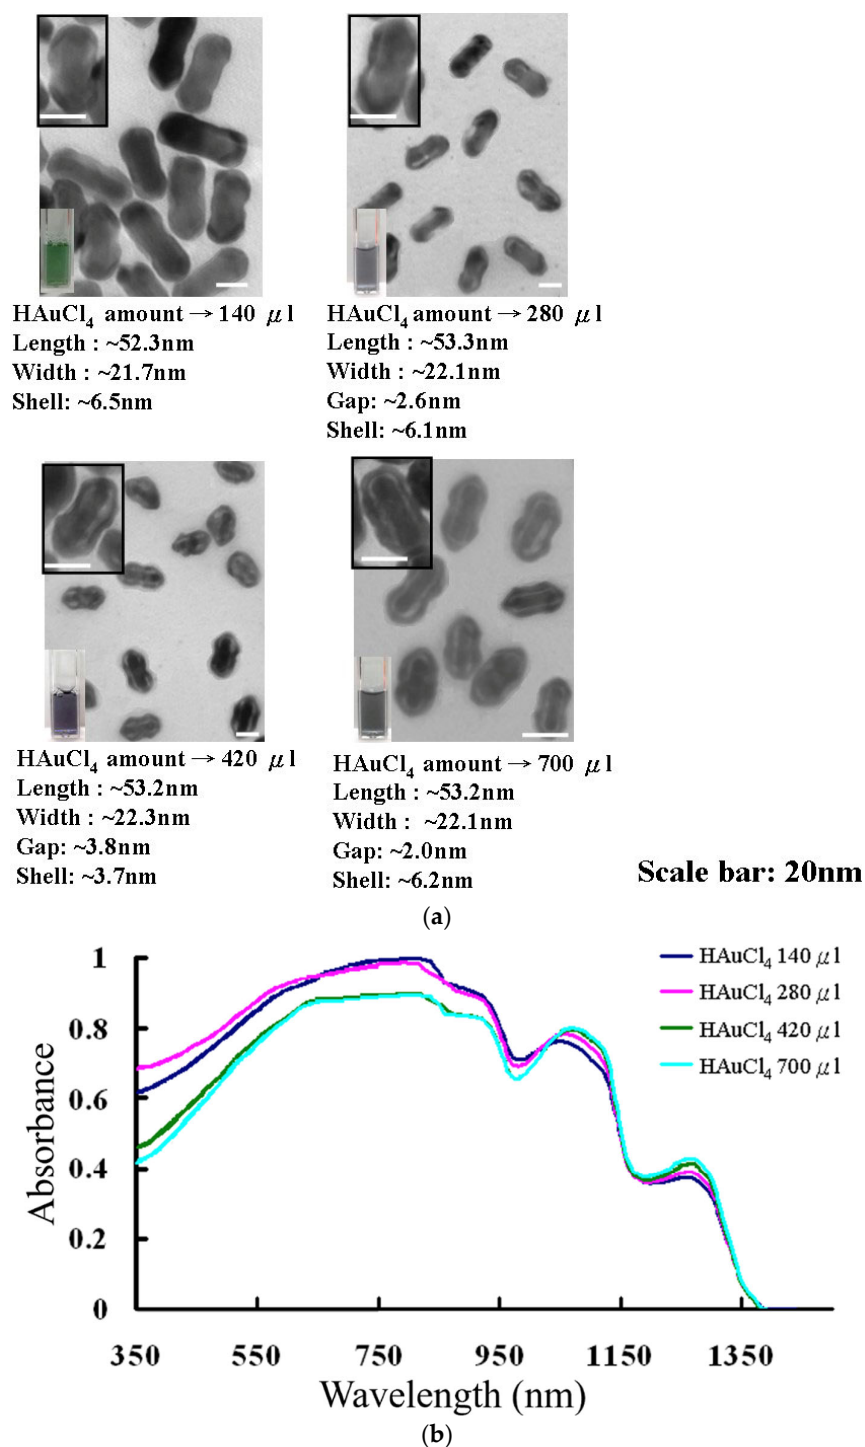 HAuCl4 amount → 140 μl
Length : ~52.3nm
Width : ~21.7nm
Shell: ~6.5nm
HAuCl4 amount → 280 μl
Length : ~53.3nm
Width : ~22.1nm
Gap: ~2.6nm
Shell: ~6.1nm
HAuCl4 amount → 420 μl
Length : ~53.2nm
Width : ~22.3nm
Gap: ~3.8nm
Shell: ~3.7nm
HAuCl4 amount → 700 μl
Length : ~53.2nm
Width : ~22.1nm
Gap: ~2.0nm
Shell: ~6.2nm
Scale bar: 20nm
(a)
Absorbance
1
0.8
0.6
0.4
0.2
0
HAuCl4 140 μl
HAuCl4 280 μl
HAuCl4 420 μl
HAuCl4 700 μl
350 550 750 950 1150 1350
Wavelength (nm)
(b)